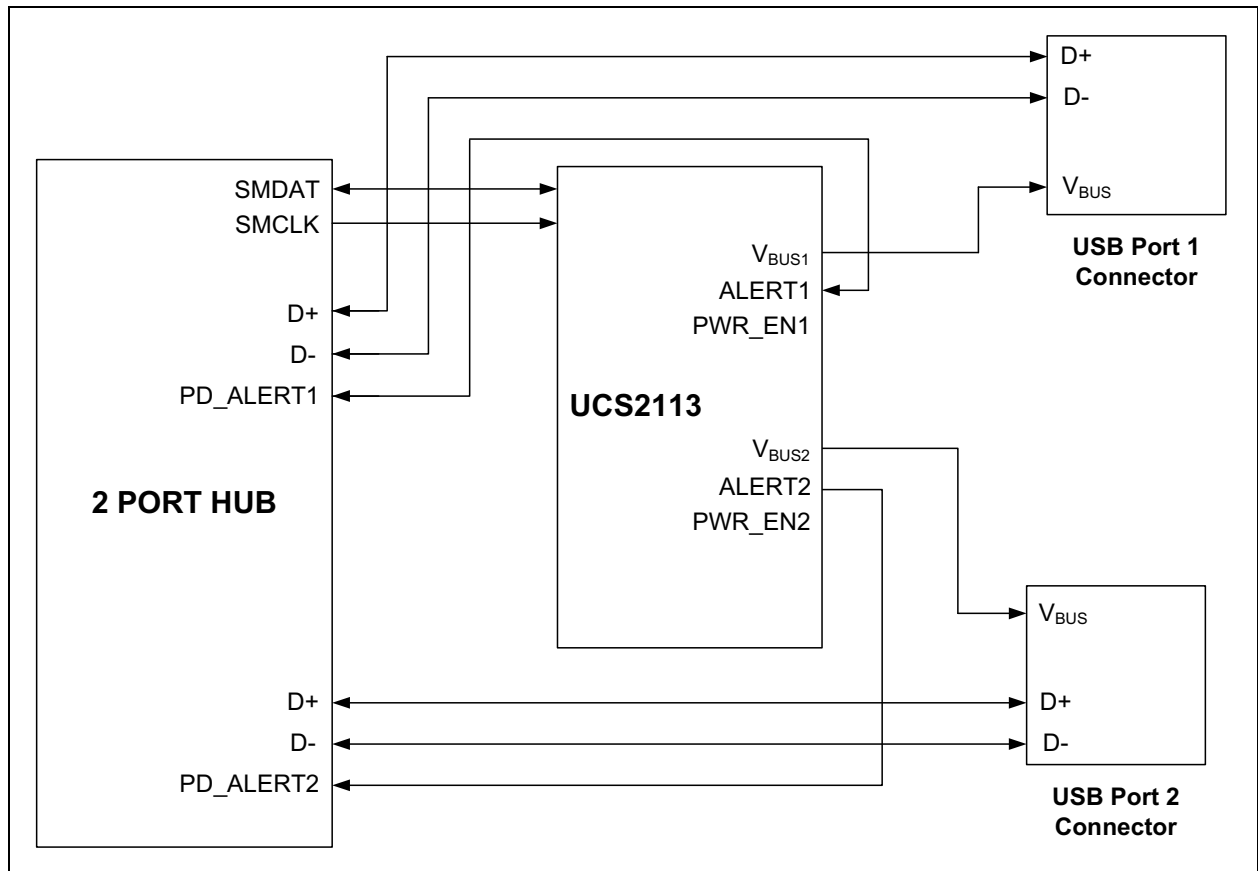 2 PORT HUB
SMDAT
SMCLK
D+
D-
PD_ALERT1
D+
D-
PD_ALERT2
UCS2113
VBUS1
ALERT1
PWR_EN1
VBUS2
ALERT2
PWR_EN2
D+
D-
VBUS
USB Port 1
Connector
VBUS
D+
D-
USB Port 2
Connector